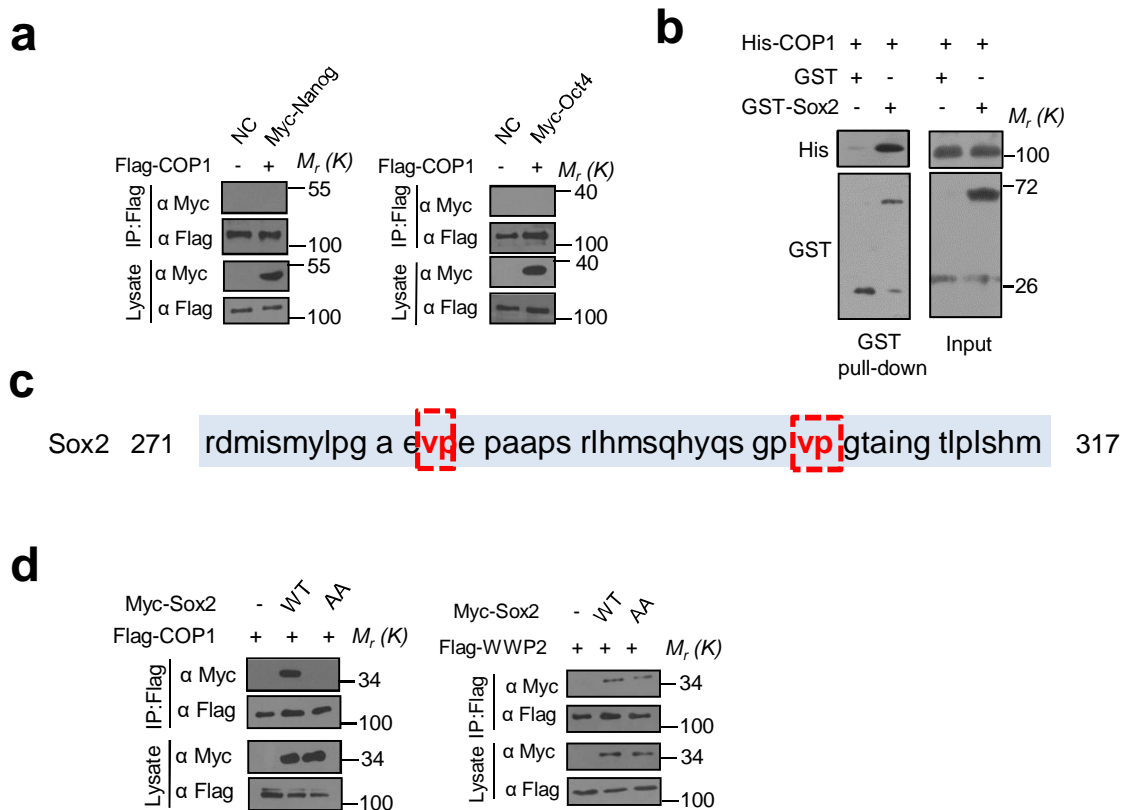 a
NC Myc-Nanog
Flag-COP1 - + Mr (K)
IP:Flag
α Myc 55
α Flag 100
Lysate
α Myc 55
α Flag 100
NC Myc-Oct4
Flag-COP1 - + Mr (K)
IP:Flag
α Myc 40
α Flag 100
Lysate
α Myc 40
α Flag 100
b
His-COP1 + + + +
GST + - + -
GST-Sox2 - + - +
Mr (K)
His 100
72
GST
26
GST
pull-down
Input
c
Sox2 271 rdmismylpg a evpe paaps rlhmsqhyqs gp vp gtaing tlplshm 317
d
Myc-Sox2 - WT AA
Flag-COP1 + + + Mr (K)
IP:Flag
α Myc 34
α Flag 100
Lysate
α Myc 34
α Flag 100
Myc-Sox2 - WT AA
Flag-WWP2 + + + Mr (K)
IP:Flag
α Myc 34
α Flag 100
Lysate
α Myc 34
α Flag 100